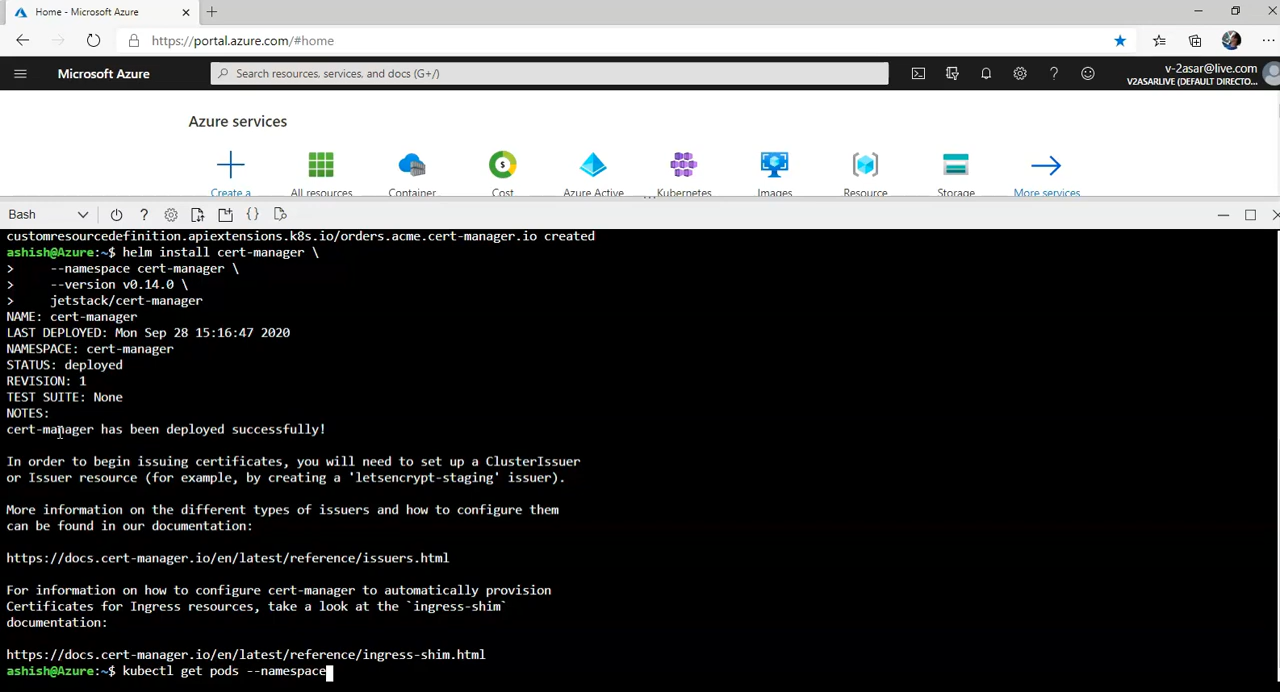 Home - Microsoft Azure
https://portal.azure.com/#home
Microsoft Azure
Search resources, services, and docs (G+/)
v-2asar@live.com
V2ASARLIVE (DEFAULT DIRECTO...
Azure services
Create a
All resources
Container
Cost
Azure Active
Kubernetes
Images
Resource
Storage
More services
Bash
customresourcedefinition.apiextensions.k8s.io/orders.acme.cert-manager.io created
ashish@Azure:~$ helm install cert-manager \
>     --namespace cert-manager \
>     --version v0.14.0 \
>     jetstack/cert-manager
NAME: cert-manager
LAST DEPLOYED: Mon Sep 28 15:16:47 2020
NAMESPACE: cert-manager
STATUS: deployed
REVISION: 1
TEST SUITE: None
NOTES:
cert-manager has been deployed successfully!
In order to begin issuing certificates, you will need to set up a ClusterIssuer
or Issuer resource (for example, by creating a 'letsencrypt-staging' issuer).
More information on the different types of issuers and how to configure them
can be found in our documentation:
https://docs.cert-manager.io/en/latest/reference/issuers.html
For information on how to configure cert-manager to automatically provision
Certificates for Ingress resources, take a look at the `ingress-shim`
documentation:
https://docs.cert-manager.io/en/latest/reference/ingress-shim.html
ashish@Azure:~$ kubectl get pods --namespace